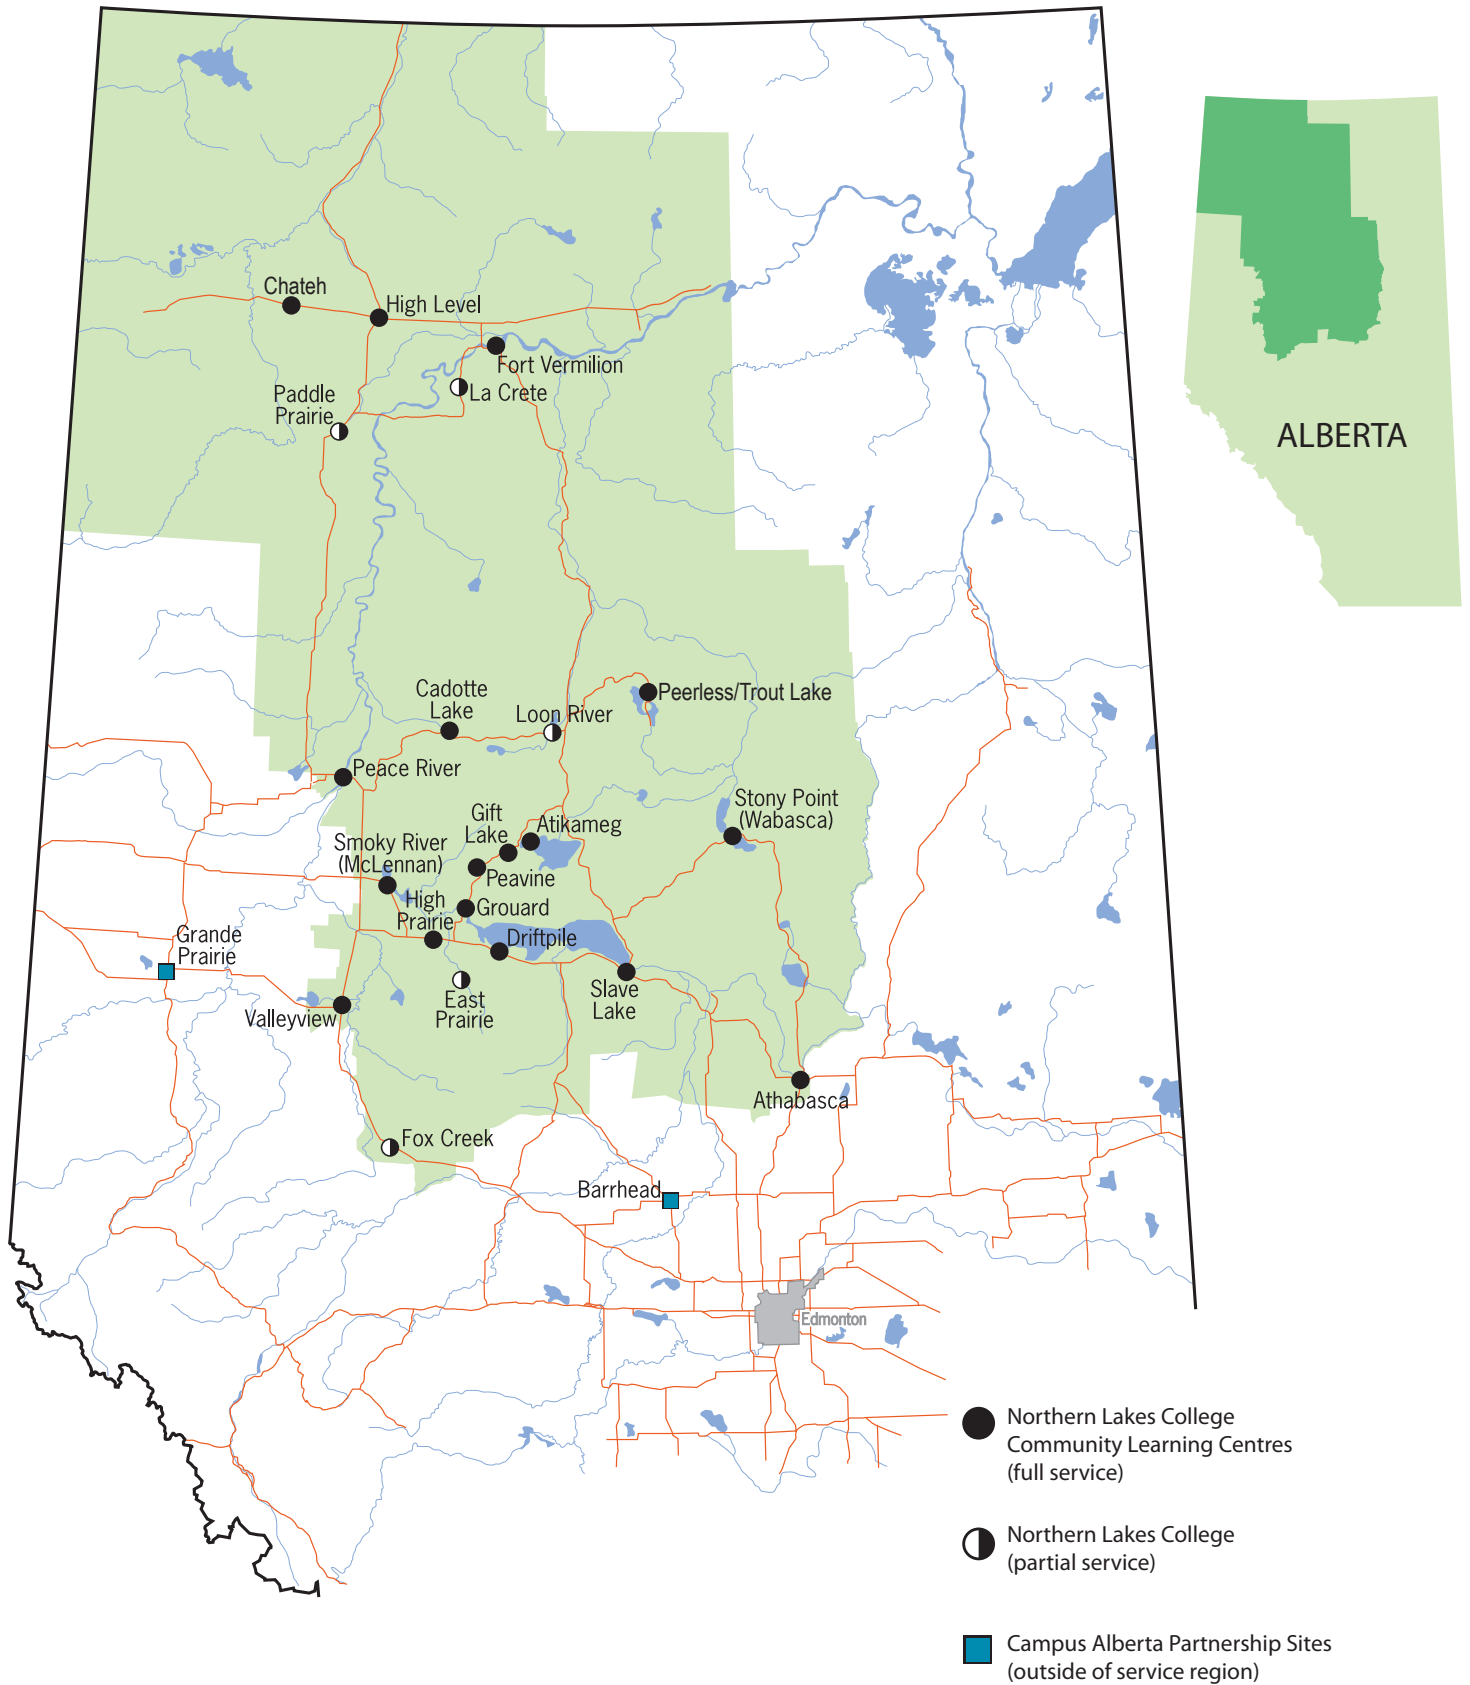 Chateh
High Level
Fort Vermilion
La Crete
Paddle
Prairie
ALBERTA
Cadotte
Lake
Loon River
Peerless/Trout Lake
Peace River
Stony Point
(Wabasca)
Gift
Lake
Atikameg
Smoky River
(McLennan)
Peavine
High
Prairie
Grouard
Driftpile
Grande
Prairie
East
Prairie
Slave
Lake
Valleyview
Athabasca
Fox Creek
Barrhead
Edmonton
Northern Lakes College
Community Learning Centres
(full service)
Northern Lakes College
(partial service)
Campus Alberta Partnership Sites
(outside of service region)